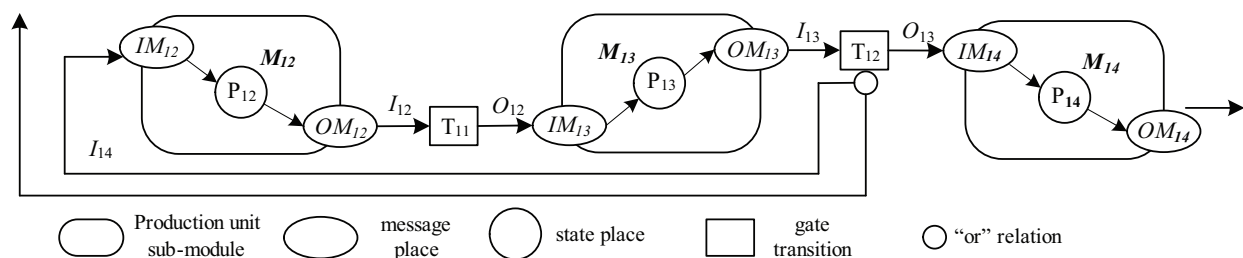 IM12
M12
P12
OM12
I12
T11
O12
IM13
M13
P13
OM13
I13
T12
O13
IM14
M14
P14
OM14
I14
Production unit
sub-module
message
place
state place
gate
transition
“or” relation